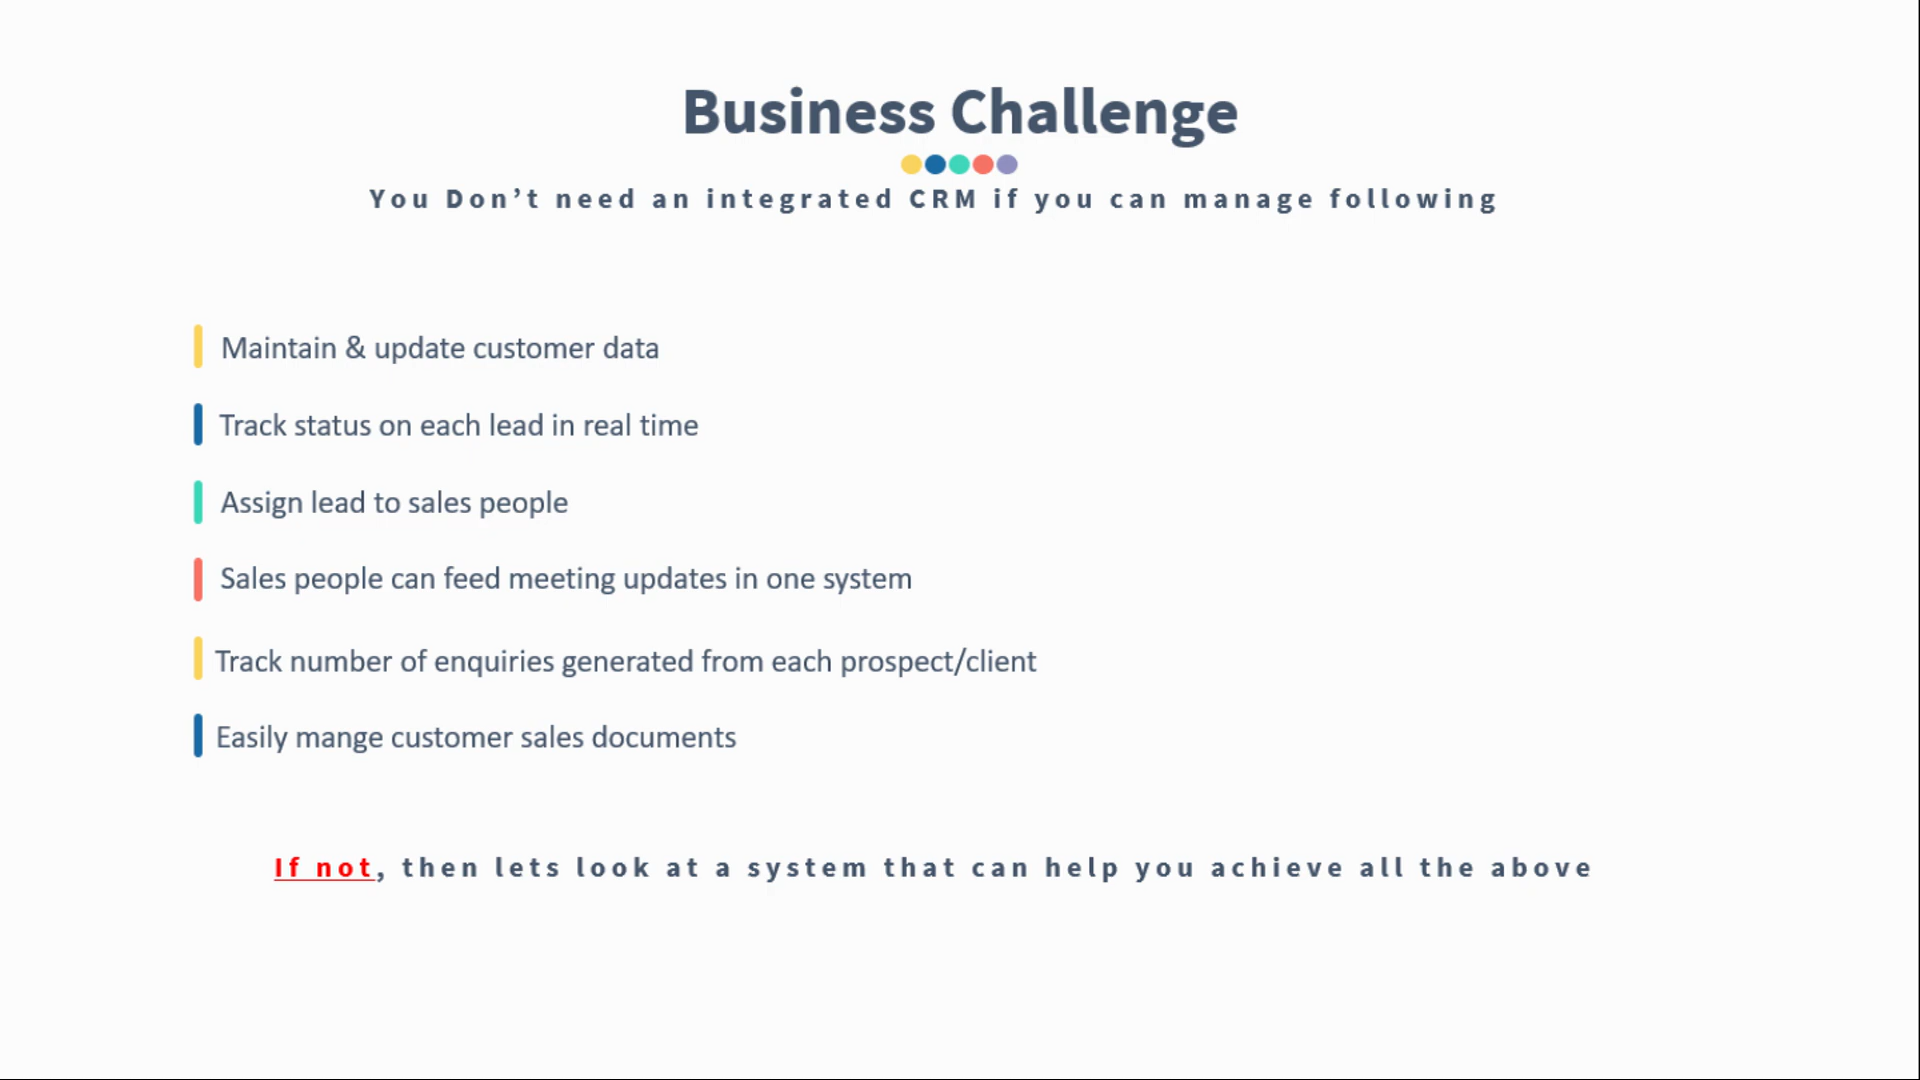 Business Challenge
You Don’t need an integrated CRM if you can manage following
Maintain & update customer data
Track status on each lead in real time
Assign lead to sales people
Sales people can feed meeting updates in one system
Track number of enquiries generated from each prospect/client
Easily mange customer sales documents
If not, then lets look at a system that can help you achieve all the above